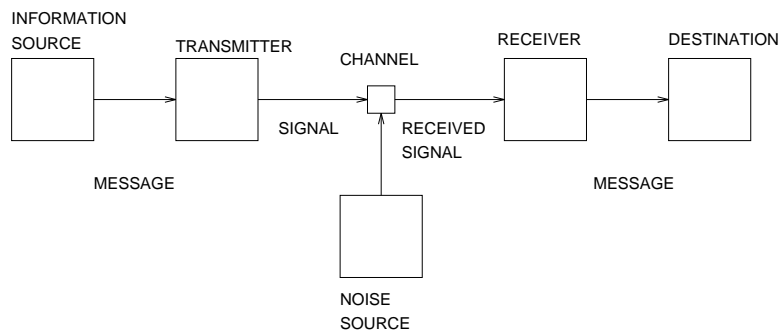 INFORMATION
SOURCE
TRANSMITTER
CHANNEL
RECEIVER
DESTINATION
SIGNAL
RECEIVED
SIGNAL
MESSAGE
MESSAGE
NOISE
SOURCE